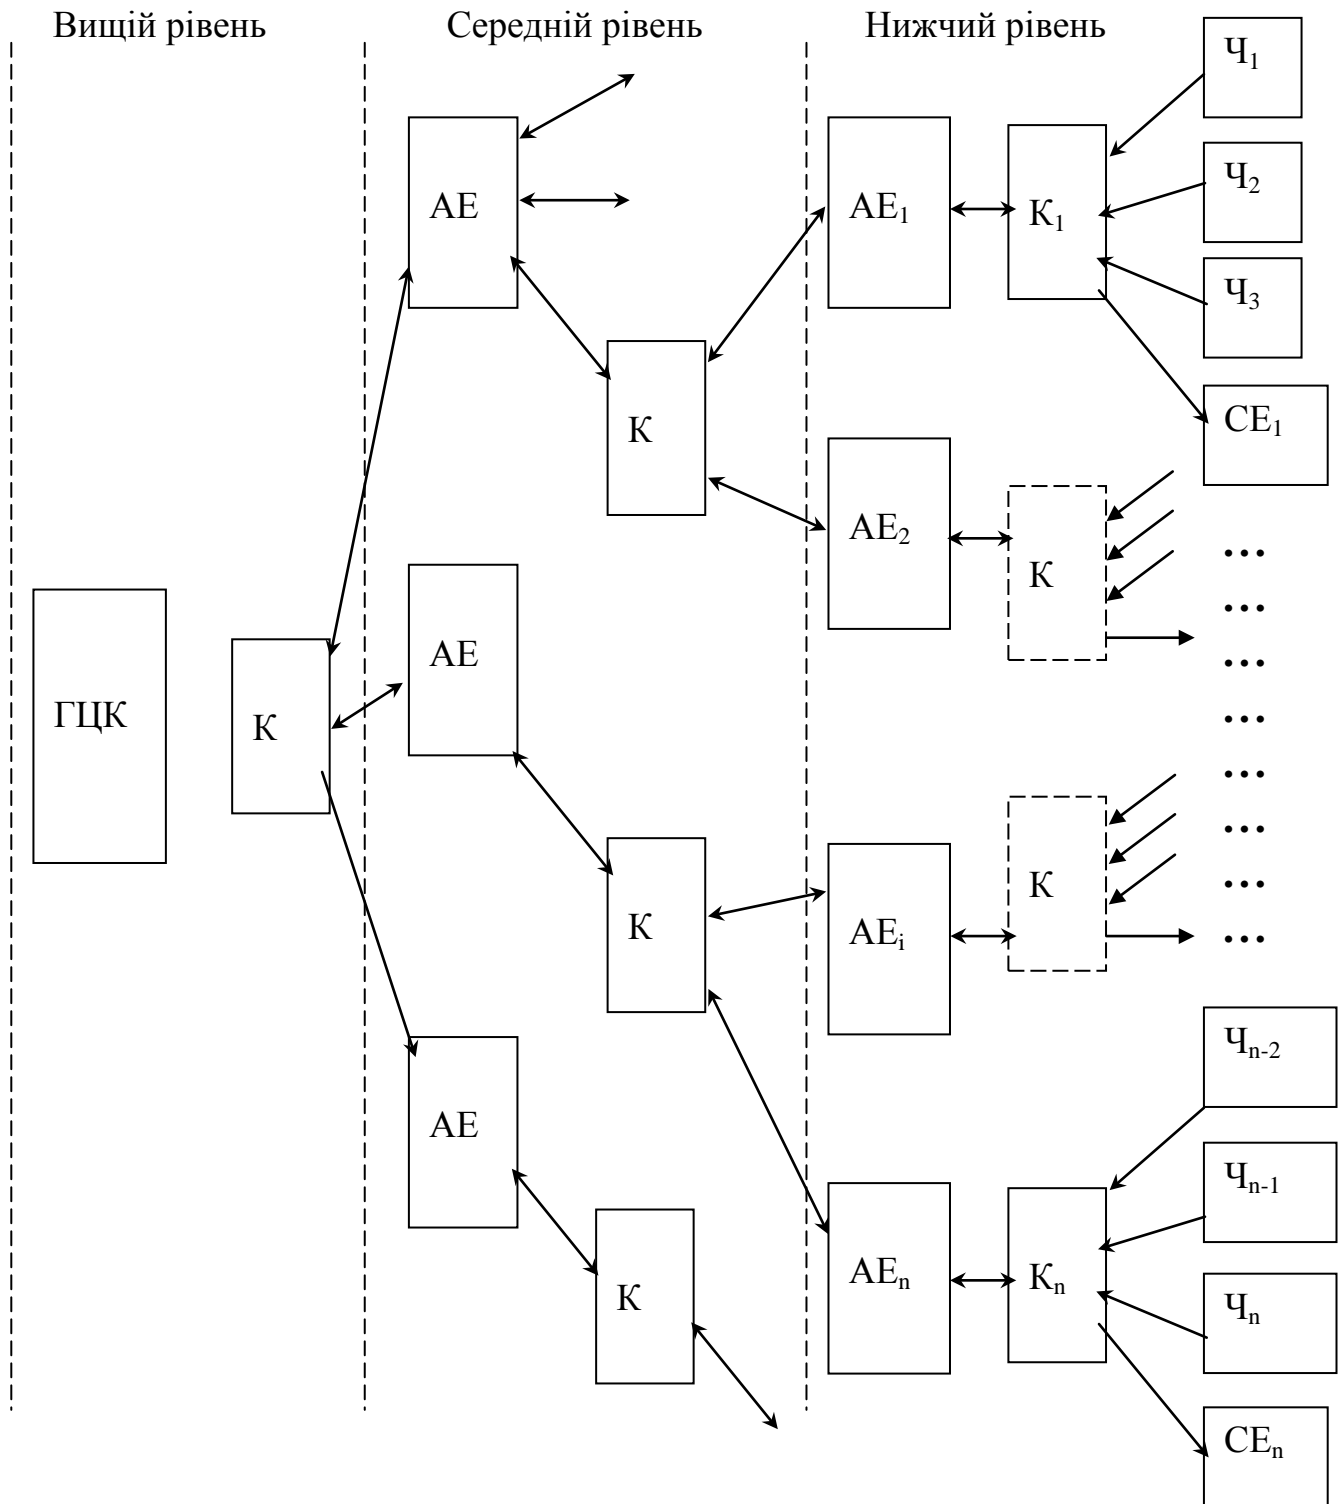 Вищій рівень
Середній рівень
Нижчий рівень
Ч1
АЕ
АЕ1
К1
Ч2
Ч3
К
СЕ1
АЕ2
К
...
...
АЕ
...
ГЦК
К
...
...
...
К
К
АЕi
...
...
Чn-2
АЕ
Чn-1
АЕn
Кn
К
Чn
СЕn